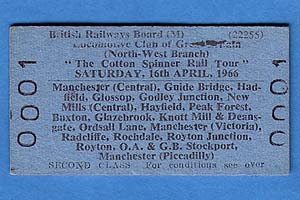 British Railways Board (M) (22255)
Locomotive Club of Great Britain
(North-West Branch)
"The Cotton Spinner Rail Tour"
SATURDAY, 16th APRIL, 1966
Manchester (Central), Guide Bridge, Had-
field, Glossop, Godley Junction, New
Mills (Central), Hayfield, Peak Forest,
Buxton, Glazebrook, Knott Mill & Deans-
gate, Ordsall Lane, Manchester (Victoria),
Radcliffe, Rochdale, Royton Junction,
Royton, O.A. & G.B. Stockport,
Manchester (Piccadilly)
SECOND CLASS For conditions see over
0001
0001